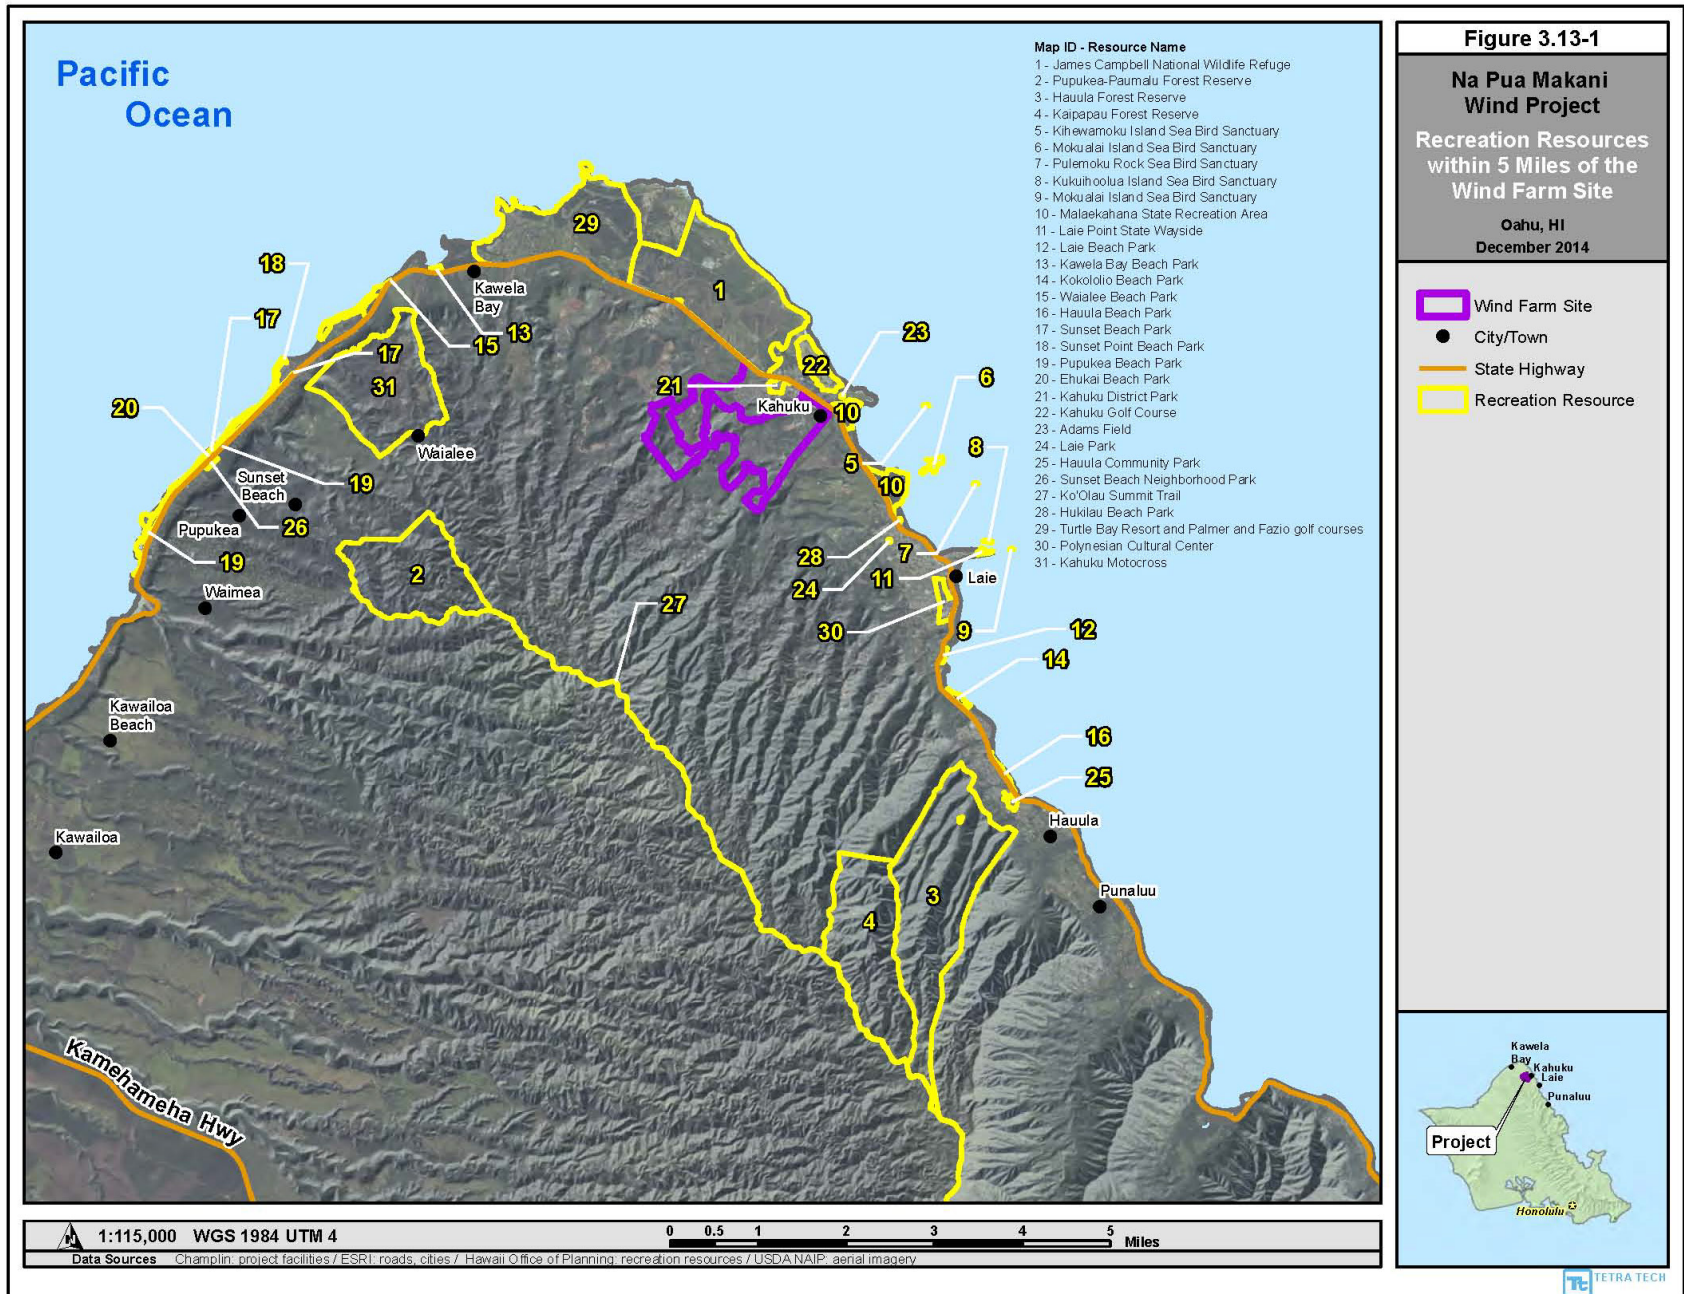 Pacific
Ocean
Map ID - Resource Name
1 - James Campbell National Wildlife Refuge
2 - Pupukea-Paumalu Forest Reserve
3 - Hauula Forest Reserve
4 - Kaipapau Forest Reserve
5 - Kihewamoku Island Sea Bird Sanctuary
6 - Mokualai Island Sea Bird Sanctuary
7 - Pulemoku Rock Sea Bird Sanctuary
8 - Kukuihoolua Island Sea Bird Sanctuary
9 - Mokualai Island Sea Bird Sanctuary
10 - Malaekahana State Recreation Area
11 - Laie Point State Wayside
12 - Laie Beach Park
13 - Kawela Bay Beach Park
14 - Kokololio Beach Park
15 - Waialee Beach Park
16 - Hauula Beach Park
17 - Sunset Beach Park
18 - Sunset Point Beach Park
19 - Pupukea Beach Park
20 - Ehukai Beach Park
21 - Kahuku District Park
22 - Kahuku Golf Course
23 - Adams Field
24 - Laie Park
25 - Hauula Community Park
26 - Sunset Beach Neighborhood Park
27 - Ko'Olau Summit Trail
28 - Hukilau Beach Park
29 - Turtle Bay Resort and Palmer and Fazio golf courses
30 - Polynesian Cultural Center
31 - Kahuku Motocross
29
18
1
Kawela
Bay
17
13
23
15
17
22
31
21
6
20
Kahuku
10
8
Waialee
5
Sunset
Beach
19
10
Pupukea
26
28
7
19
2
11
Laie
24
Waimea
27
30
9
12
14
Kawailoa
Beach
16
25
Hauula
Kawailoa
3
Punaluu
4
Kamehameha Hwy
Figure 3.13-1
Na Pua Makani
Wind Project
Recreation Resources
within 5 Miles of the
Wind Farm Site
Oahu, HI
December 2014
Wind Farm Site
City/Town
State Highway
Recreation Resource
Kawela
Bay
Kahuku
Laie
Punaluu
Project
Honolulu
N
1:115,000 WGS 1984 UTM 4
0 0.5 1 2 3 4 5
Miles
Data Sources Champlin: project facilities / ESRI: roads, cities / Hawaii Office of Planning: recreation resources / USDA NAIP: aerial imagery
Tt TETRA TECH